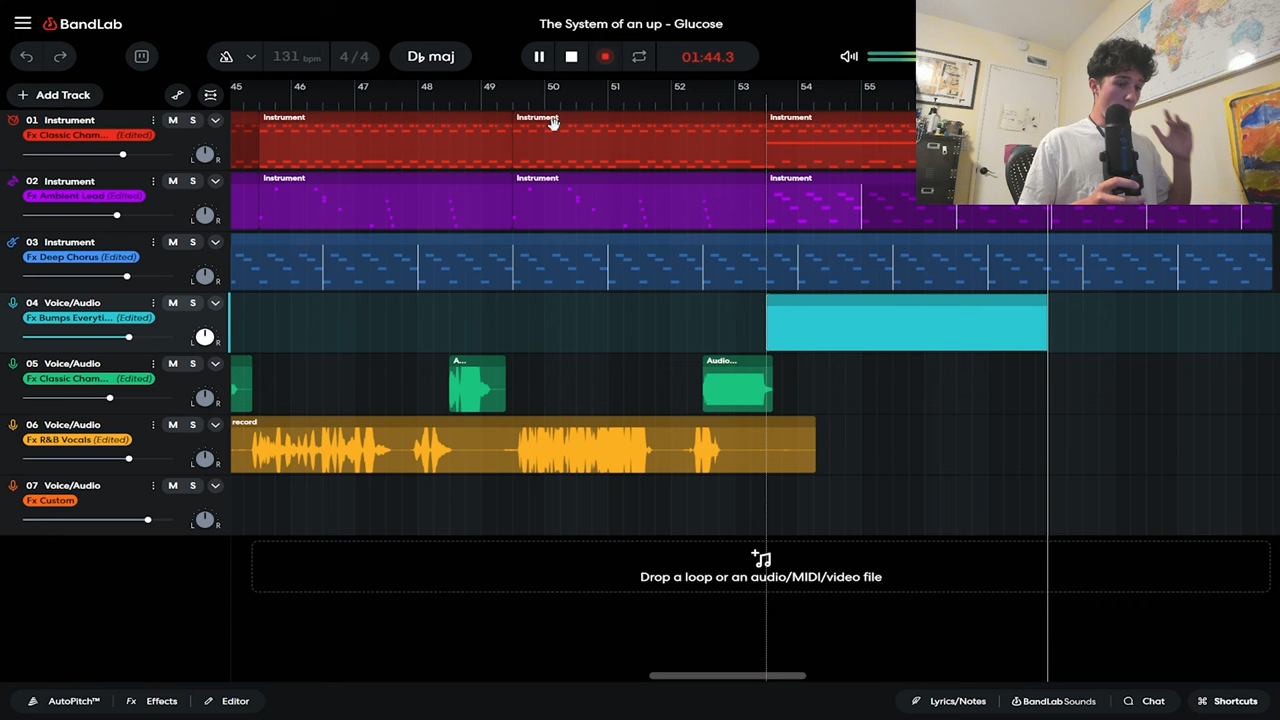 BandLab
The System of an up - Glucose
131 bpm
4/4
D♭ maj
01:44.3
Add Track
45 46 47 48 49 50 51 52 53 54 55
01 Instrument
M S
Fx Classic Cham... (Edited)
L R
Instrument
Instrument
Instrument
02 Instrument
M S
Fx Ambient Lead (Edited)
L R
Instrument
Instrument
Instrument
03 Instrument
M S
Fx Deep Chorus (Edited)
L R
04 Voice/Audio
M S
Fx Bumps Everyti... (Edited)
L R
05 Voice/Audio
M S
Fx Classic Cham... (Edited)
L R
A...
Audio...
06 Voice/Audio
M S
Fx R&B Vocals (Edited)
L R
record
07 Voice/Audio
M S
Fx Custom
L R
Drop a loop or an audio/MIDI/video file
AutoPitch™
Fx Effects
Editor
Lyrics/Notes
BandLab Sounds
Chat
Shortcuts